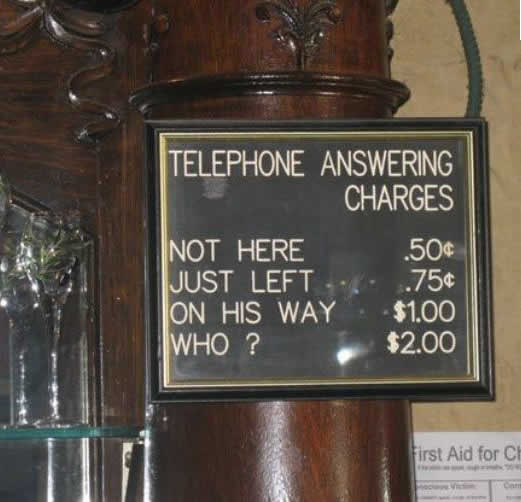 TELEPHONE ANSWERING
CHARGES
NOT HERE .50¢
JUST LEFT .75¢
ON HIS WAY $1.00
WHO ? $2.00
First Aid for
Victim